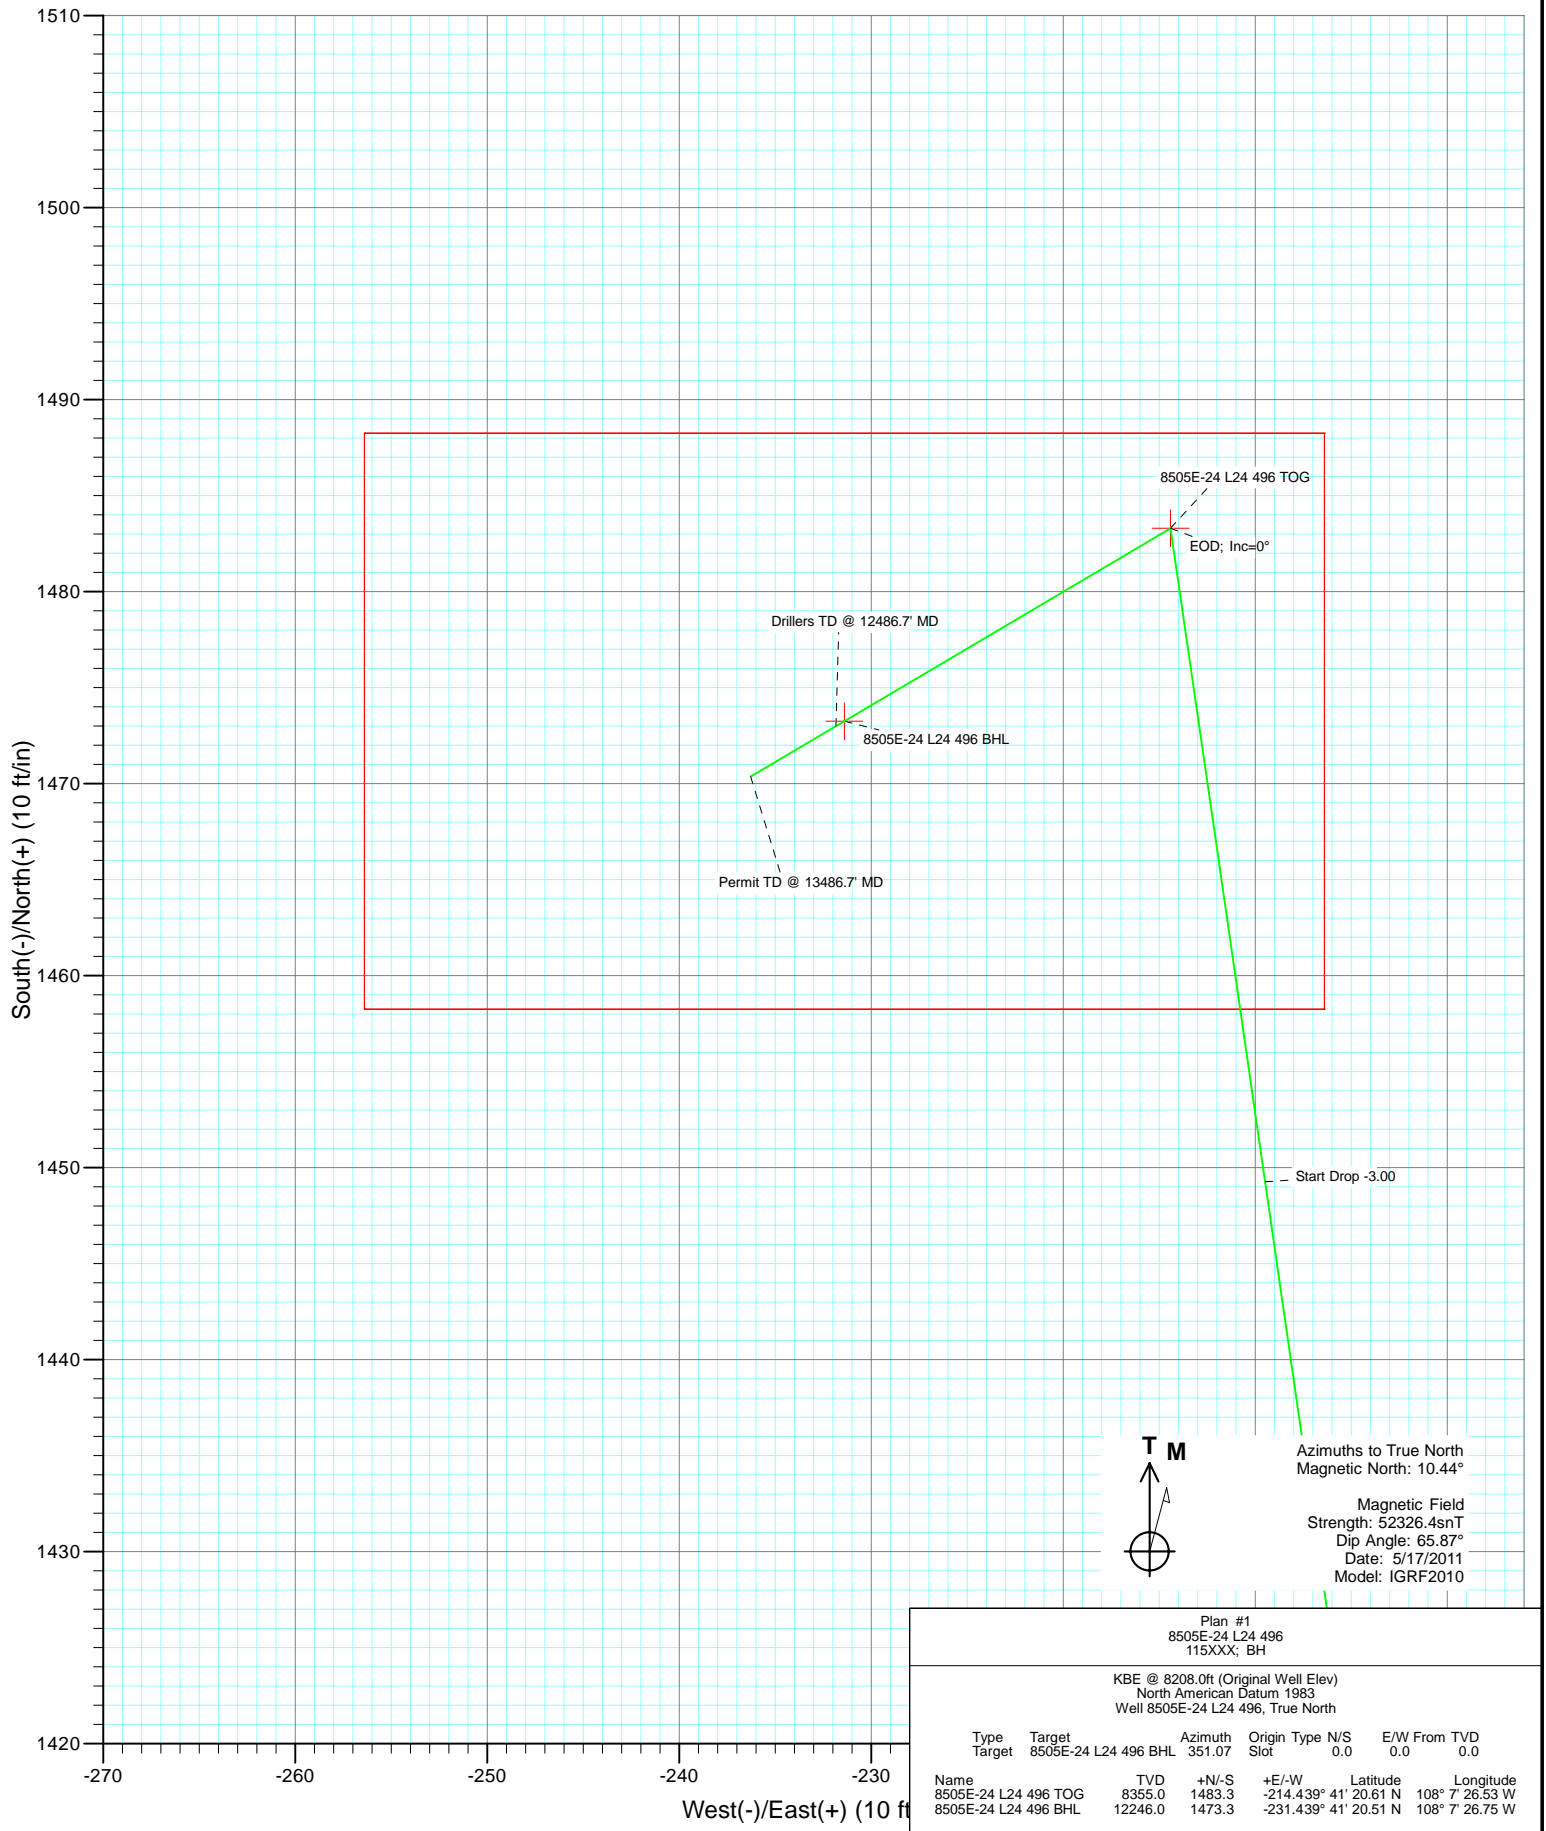 1510
1500
1490
1480
1470
1460
1450
1440
1430
1420
South(-)/North(+) (10 ft/in)
8505E-24 L24 496 TOG
EOD; Inc=0°
Drillers TD @ 12486.7' MD
8505E-24 L24 496 BHL
Permit TD @ 13486.7' MD
Start Drop -3.00
T M
Azimuths to True North
Magnetic North: 10.44°
Magnetic Field
Strength: 52326.4snT
Dip Angle: 65.87°
Date: 5/17/2011
Model: IGRF2010
-270 -260 -250 -240 -230
West(-)/East(+) (10 ft
Plan #1
8505E-24 L24 496
115XXX; BH
KBE @ 8208.0ft (Original Well Elev)
North American Datum 1983
Well 8505E-24 L24 496, True North
Type Target Azimuth Origin Type N/S E/W From TVD
Target 8505E-24 L24 496 BHL 351.07 Slot 0.0 0.0 0.0
Name TVD +N/-S +E/-W Latitude Longitude
8505E-24 L24 496 TOG 8355.0 1483.3 -214.439° 41' 20.61 N 108° 7' 26.53 W
8505E-24 L24 496 BHL 12246.0 1473.3 -231.439° 41' 20.51 N 108° 7' 26.75 W